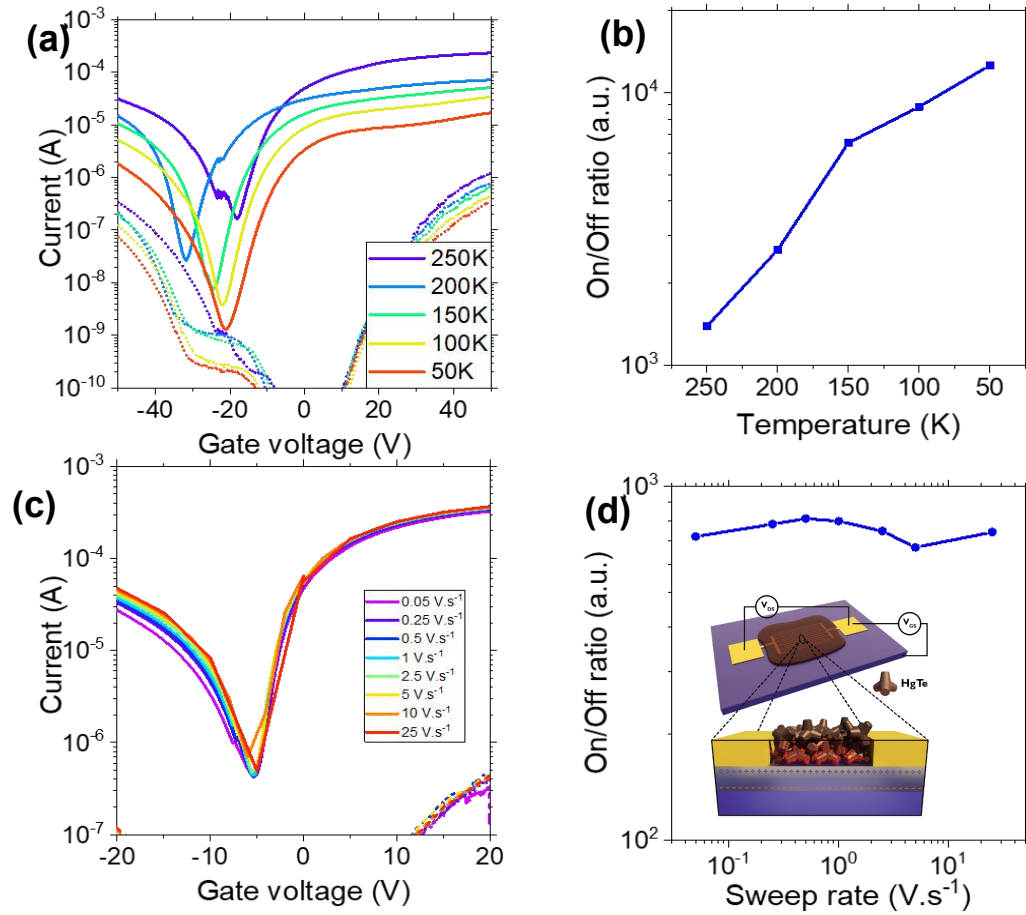 (a)
10⁻³
10⁻⁴
10⁻⁵
10⁻⁶
10⁻⁷
10⁻⁸
10⁻⁹
10⁻¹⁰
Current (A)
250K
200K
150K
100K
50K
-40 -20 0 20 40
Gate voltage (V)
(b)
10⁴
10³
On/Off ratio (a.u.)
250 200 150 100 50
Temperature (K)
(c)
10⁻³
10⁻⁴
10⁻⁵
10⁻⁶
10⁻⁷
Current (A)
0.05 V.s⁻¹
0.25 V.s⁻¹
0.5 V.s⁻¹
1 V.s⁻¹
2.5 V.s⁻¹
5 V.s⁻¹
10 V.s⁻¹
25 V.s⁻¹
-20 -10 0 10 20
Gate voltage (V)
(d)
10³
10²
On/Off ratio (a.u.)
V_DS
V_GS
HgTe
10⁻¹ 10⁰ 10¹
Sweep rate (V.s⁻¹)